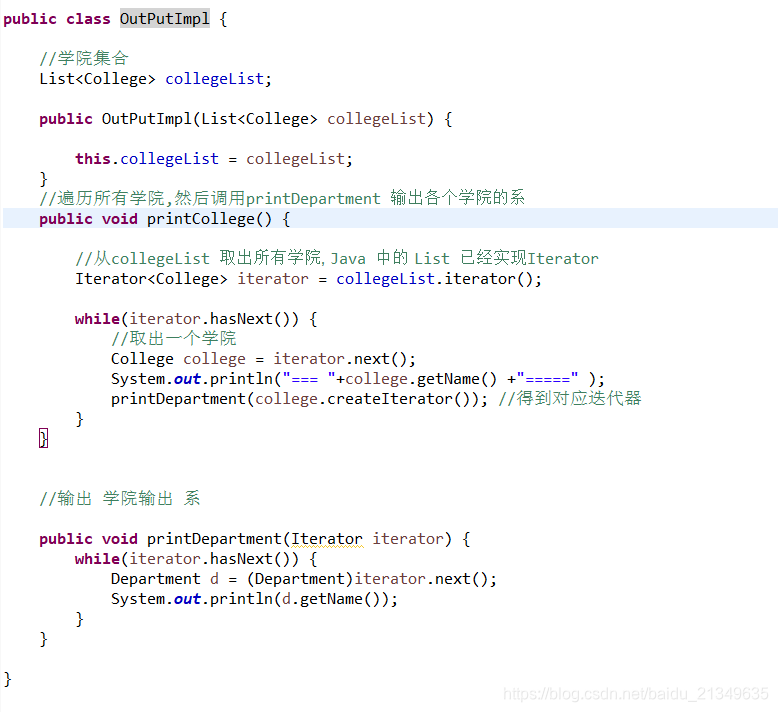 public class OutPutImpl {
//学院集合
List<College> collegeList;
public OutPutImpl(List<College> collegeList) {
this.collegeList = collegeList;
}
//遍历所有学院,然后调用printDepartment 输出各个学院的系
public void printCollege() {
//从collegeList 取出所有学院, Java 中的 List 已经实现Iterator
Iterator<College> iterator = collegeList.iterator();
while(iterator.hasNext()) {
//取出一个学院
College college = iterator.next();
System.out.println("=== "+college.getName() +"=====" );
printDepartment(college.createIterator()); //得到对应迭代器
}
}
//输出 学院输出 系
public void printDepartment(Iterator iterator) {
while(iterator.hasNext()) {
Department d = (Department)iterator.next();
System.out.println(d.getName());
}
}
}
https://blog.csdn.net/baidu_21349635